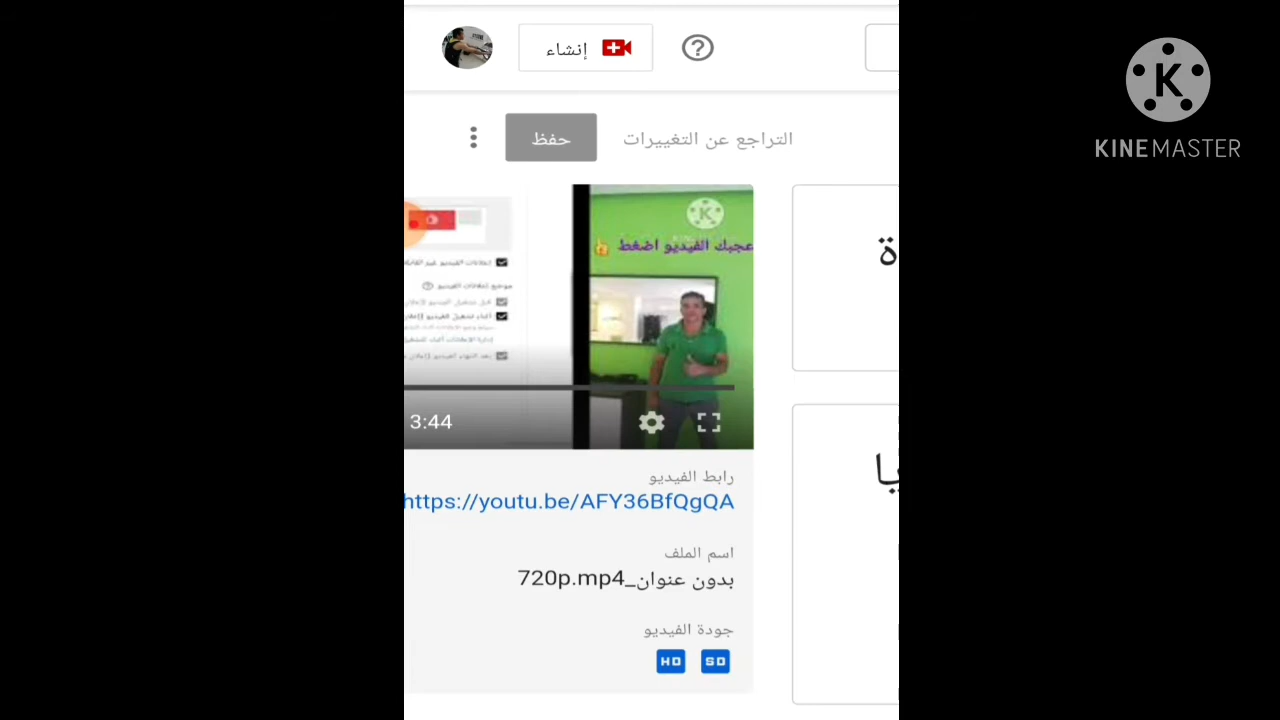 إنشاء
KINEMASTER
التراجع عن التغييرات
حفظ
عجبك الفيديو اضغط
3:44
رابط الفيديو
https://youtu.be/AFY36BfQgQA
اسم الملف
بدون عنوان_720p.mp4
جودة الفيديو
SD HD
ة
يا